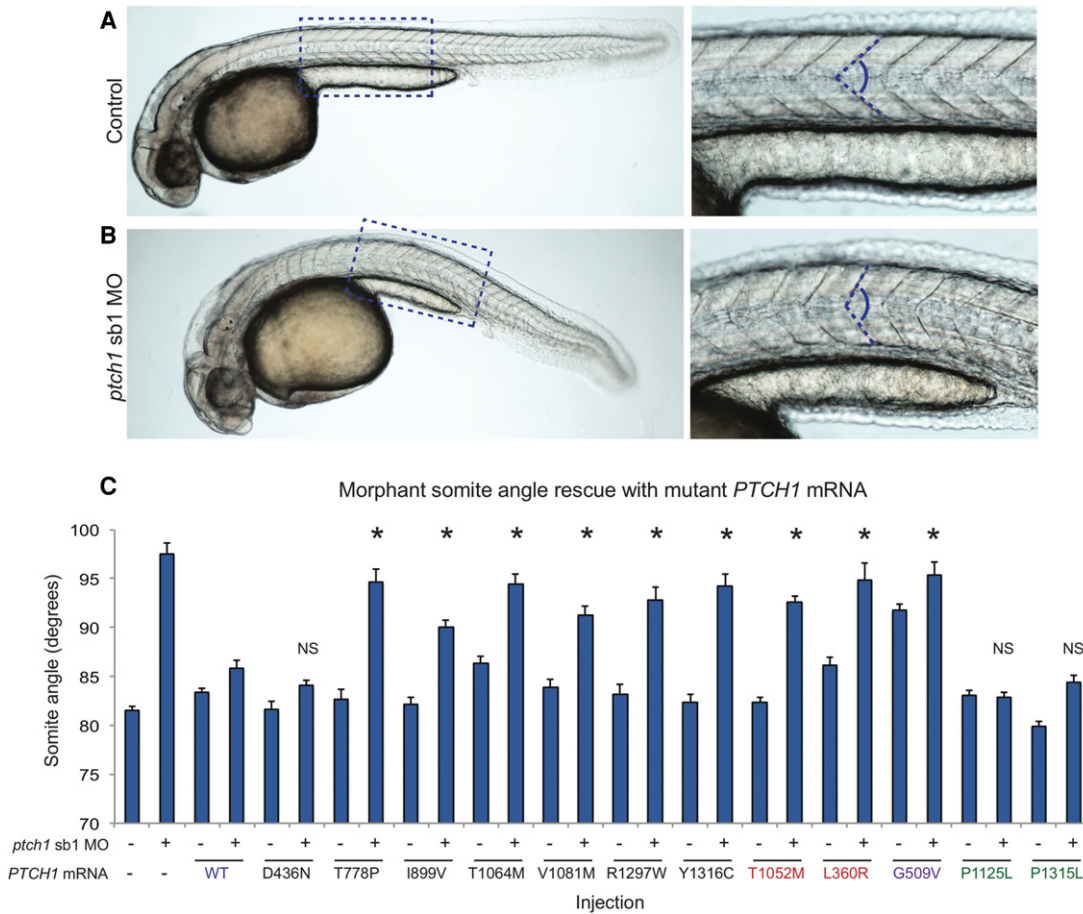 A
Control
B
ptch1 sb1 MO
C
Morphant somite angle rescue with mutant PTCH1 mRNA
Somite angle (degrees)
100
95
90
85
80
75
70
NS * * * * * * * * * NS NS
ptch1 sb1 MO - + - + - + - + - + - + - + - + - + - + - + - + - + - +
PTCH1 mRNA - - WT D436N T778P I899V T1064M V1081M R1297W Y1316C T1052M L360R G509V P1125L P1315L
Injection